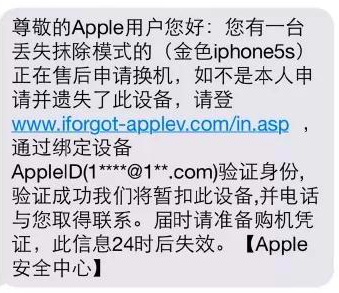 尊敬的Apple用户您好：您有一台
丢失抹除模式的（金色iphone5s）
正在售后申请换机，如不是本人申
请并遗失了此设备，请登
www.iforgot-applev.com/in.asp ，
通过绑定设备
AppleID(1****@1**.com)验证身份,
验证成功我们将暂扣此设备,并电话
与您取得联系。届时请准备购机凭
证，此信息24时后失效。【Apple
安全中心】